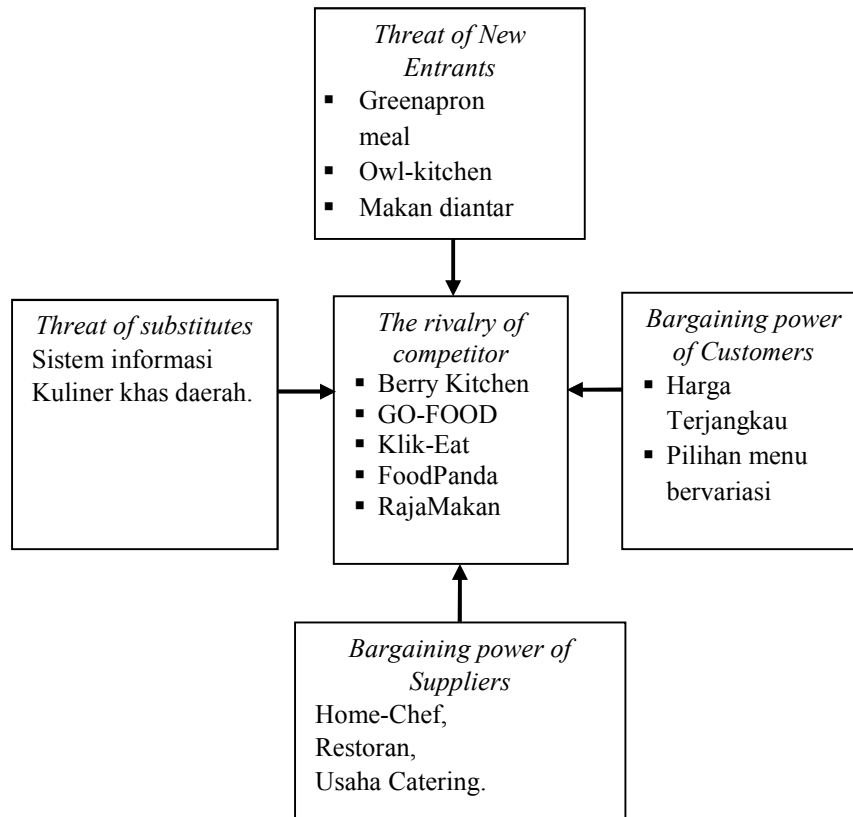 Threat of New
Entrants
▪ Greenapron
meal
▪ Owl-kitchen
▪ Makan diantar
Threat of substitutes
Sistem informasi
Kuliner khas daerah.
The rivalry of
competitor
▪ Berry Kitchen
▪ GO-FOOD
▪ Klik-Eat
▪ FoodPanda
▪ RajaMakan
Bargaining power
of Customers
▪ Harga
Terjangkau
▪ Pilihan menu
bervariasi
Bargaining power of
Suppliers
Home-Chef,
Restoran,
Usaha Catering.